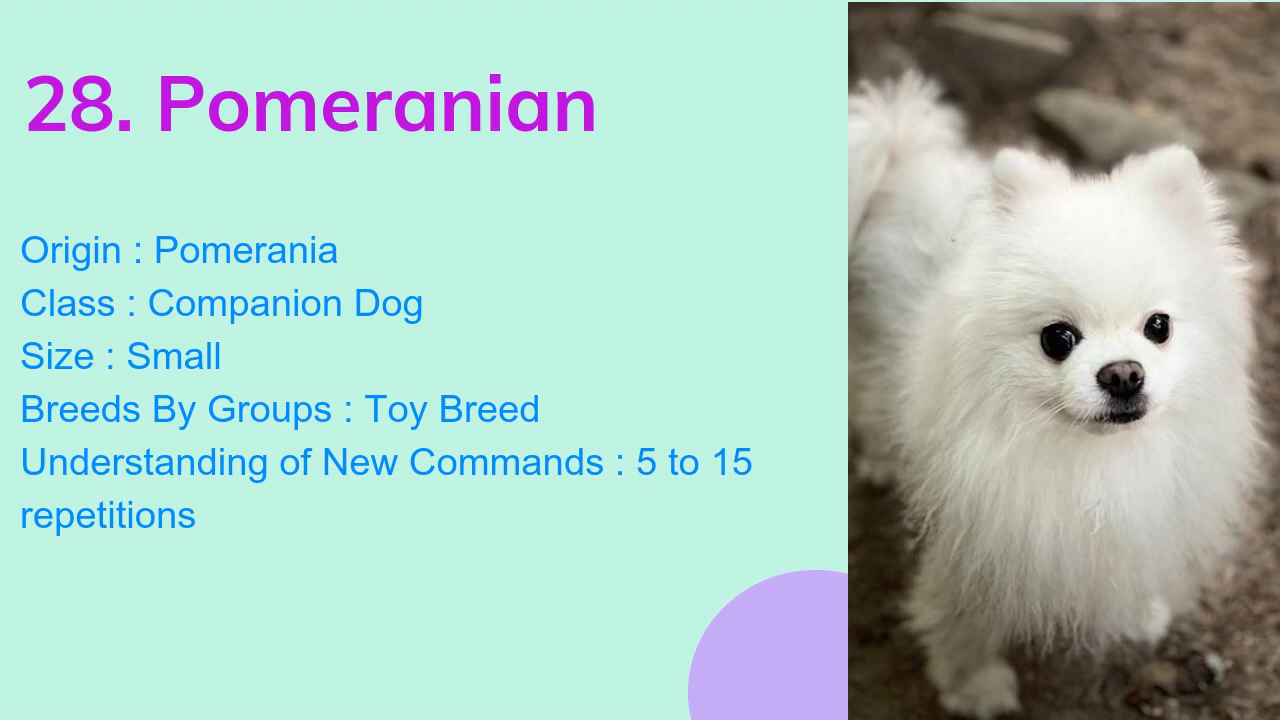 28. Pomeranian
Origin : Pomerania
Class : Companion Dog
Size : Small
Breeds By Groups : Toy Breed
Understanding of New Commands : 5 to 15
repetitions